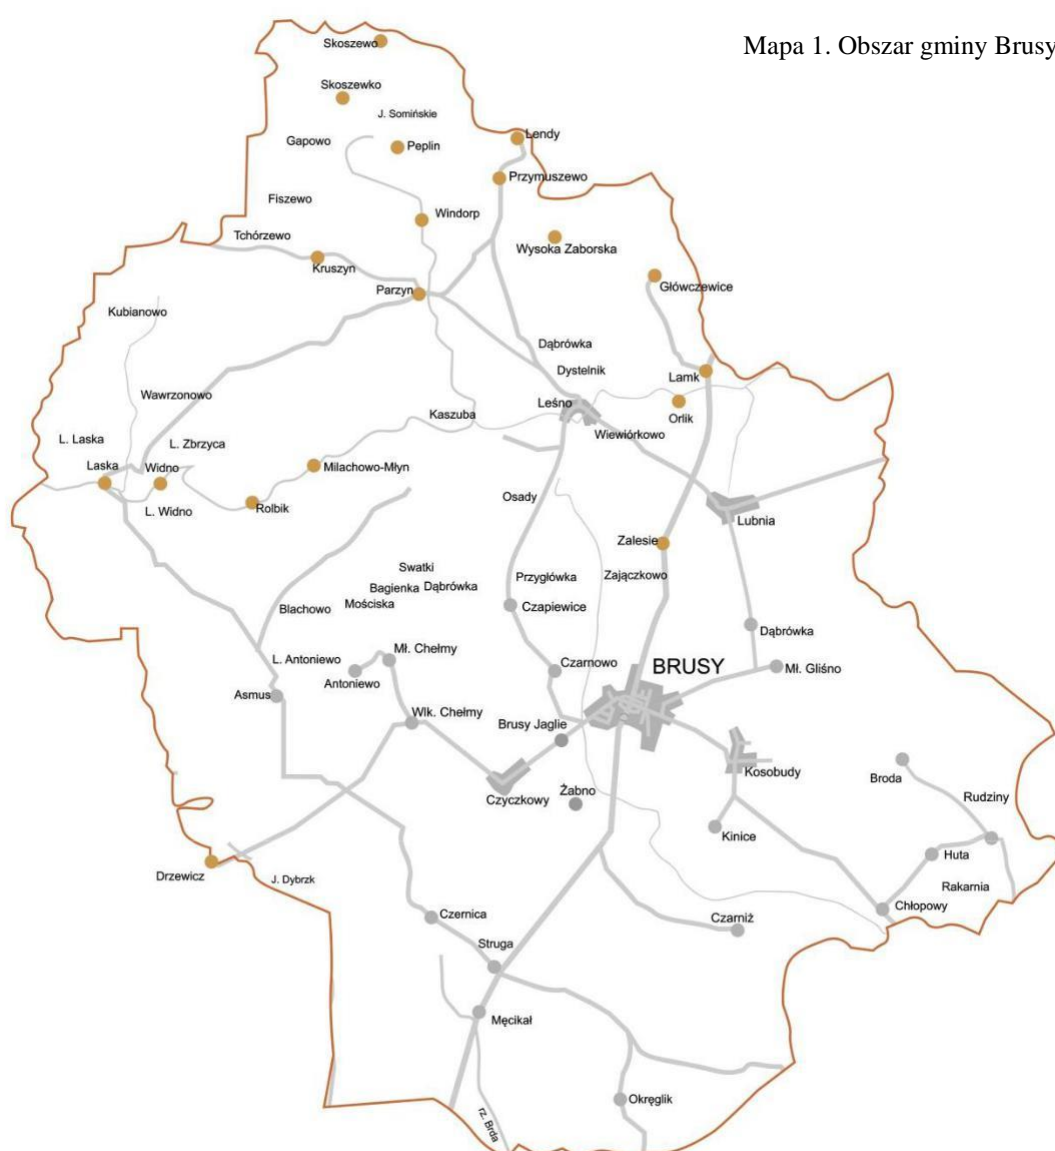 Mapa 1. Obszar gminy Brusy
Skoszewo
Skoszewko
J. Somińskie
Gapowo
Peplin
Lendy
Przymuszewo
Fiszewo
Windorp
Tchórzewo
Wysoka Zaborska
Kruszyn
Parzyn
Główczewice
Kubianowo
Dąbrówka
Dystelnik
Lamk
Wawrzonowo
Leśno
Kaszuba
Orlik
Wiewiórkowo
L. Laska
L. Zbrzyca
Laska
Widno
Milachowo-Młyn
L. Widno
Rolbik
Osady
Lubnia
Zalesie
Swatki
Przygłówka
Zajączkowo
Bagienka
Dąbrówka
Mościska
Blachowo
Czapiewice
Dąbrówka
Mł. Chełmy
L. Antoniewo
Antoniewo
Czarnowo
BRUSY
Mł. Gliśno
Asmus
Wlk. Chełmy
Brusy Jaglie
Kosobudy
Broda
Czyczkowy
Żabno
Rudziny
Kinice
Huta
Drzewicz
J. Dybrzk
Rakarnia
Chłopowy
Czernica
Czarniż
Struga
Męcikał
Okręglik
rz. Brda